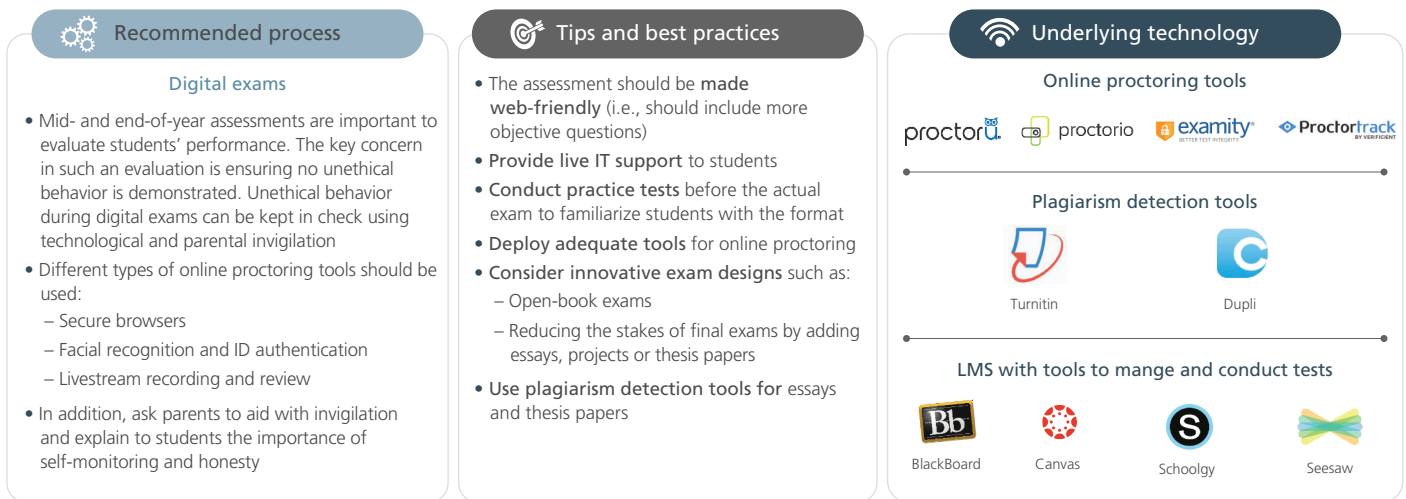 Recommended process
Digital exams
• Mid- and end-of-year assessments are important to
evaluate students’ performance. The key concern
in such an evaluation is ensuring no unethical
behavior is demonstrated. Unethical behavior
during digital exams can be kept in check using
technological and parental invigilation
• Different types of online proctoring tools should be
used:
– Secure browsers
– Facial recognition and ID authentication
– Livestream recording and review
• In addition, ask parents to aid with invigilation
and explain to students the importance of
self-monitoring and honesty
Tips and best practices
• The assessment should be made
web-friendly (i.e., should include more
objective questions)
• Provide live IT support to students
• Conduct practice tests before the actual
exam to familiarize students with the format
• Deploy adequate tools for online proctoring
• Consider innovative exam designs such as:
– Open-book exams
– Reducing the stakes of final exams by adding
essays, projects or thesis papers
• Use plagiarism detection tools for essays
and thesis papers
Underlying technology
Online proctoring tools
proctoru
proctorio
examity
BETTER TEST INTEGRITY
Proctortrack
BY VERIFICIENT
Plagiarism detection tools
Turnitin
Dupli
LMS with tools to mange and conduct tests
Bb
S
BlackBoard
Canvas
Schoolgy
Seesaw